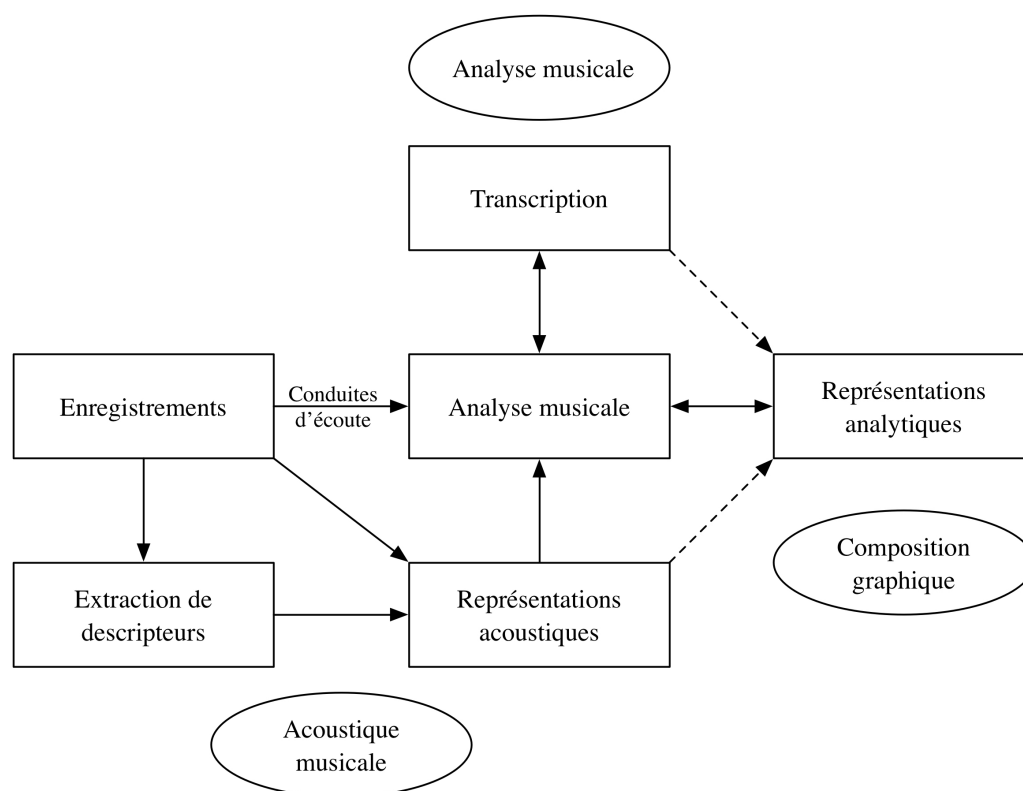 Analyse musicale
Transcription
Enregistrements
Conduites
d’écoute
Analyse musicale
Représentations
analytiques
Composition
graphique
Extraction de
descripteurs
Représentations
acoustiques
Acoustique
musicale